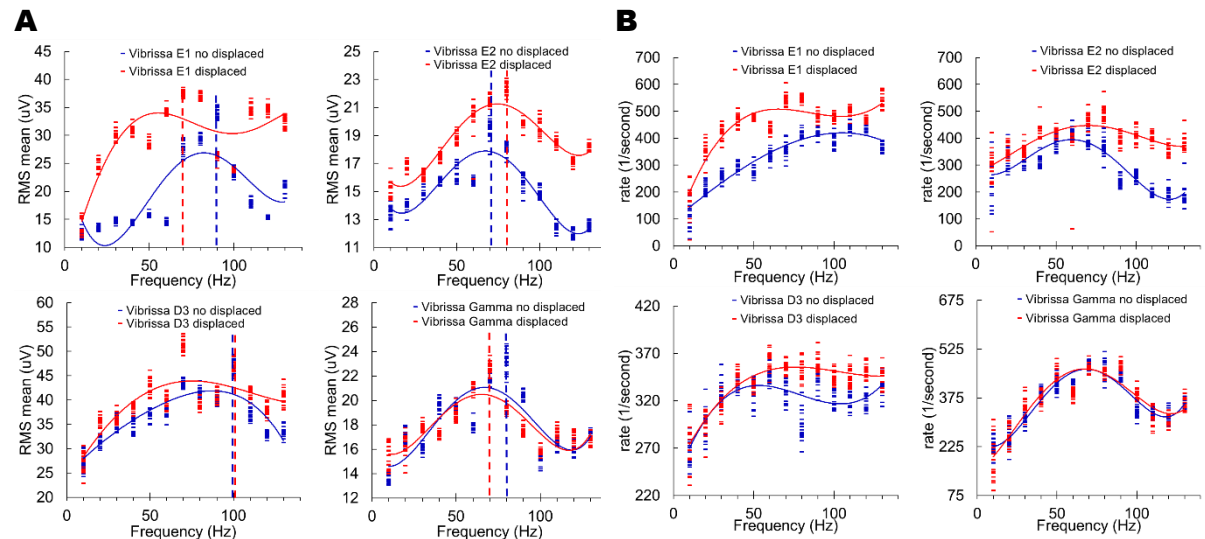 A
Vibrissa E1 no displaced
Vibrissa E1 displaced
RMS mean (uV)
45
40
35
30
25
20
15
10
0
50
100
Frequency (Hz)
Vibrissa E2 no displaced
Vibrissa E2 displaced
RMS mean (uV)
25
23
21
19
17
15
13
11
0
50
100
Frequency (Hz)
Vibrissa D3 no displaced
Vibrissa D3 displaced
RMS mean (uV)
60
55
50
45
40
35
30
25
20
0
50
100
Frequency (Hz)
Vibrissa Gamma no displaced
Vibrissa Gamma displaced
RMS mean (uV)
28
26
24
22
20
18
16
14
12
0
50
100
Frequency (Hz)
B
Vibrissa E1 no displaced
Vibrissa E1 displaced
rate (1/second)
700
600
500
400
300
200
100
0
0
50
100
Frequency (Hz)
Vibrissa E2 no displaced
Vibrissa E2 displaced
rate (1/second)
700
600
500
400
300
200
100
0
0
50
100
Frequency (Hz)
Vibrissa D3 no displaced
Vibrissa D3 displaced
rate (1/second)
420
370
320
270
220
0
50
100
Frequency (Hz)
Vibrissa Gamma no displaced
Vibrissa Gamma displaced
rate (1/second)
675
525
375
225
75
0
50
100
Frequency (Hz)